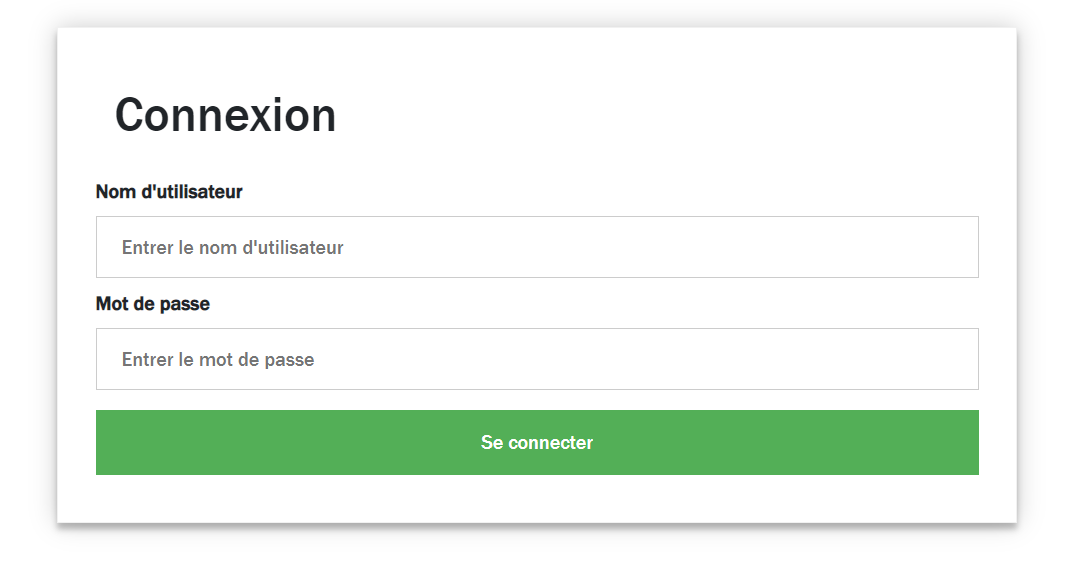 Connexion
Nom d'utilisateur
Entrer le nom d'utilisateur
Mot de passe
Entrer le mot de passe
Se connecter